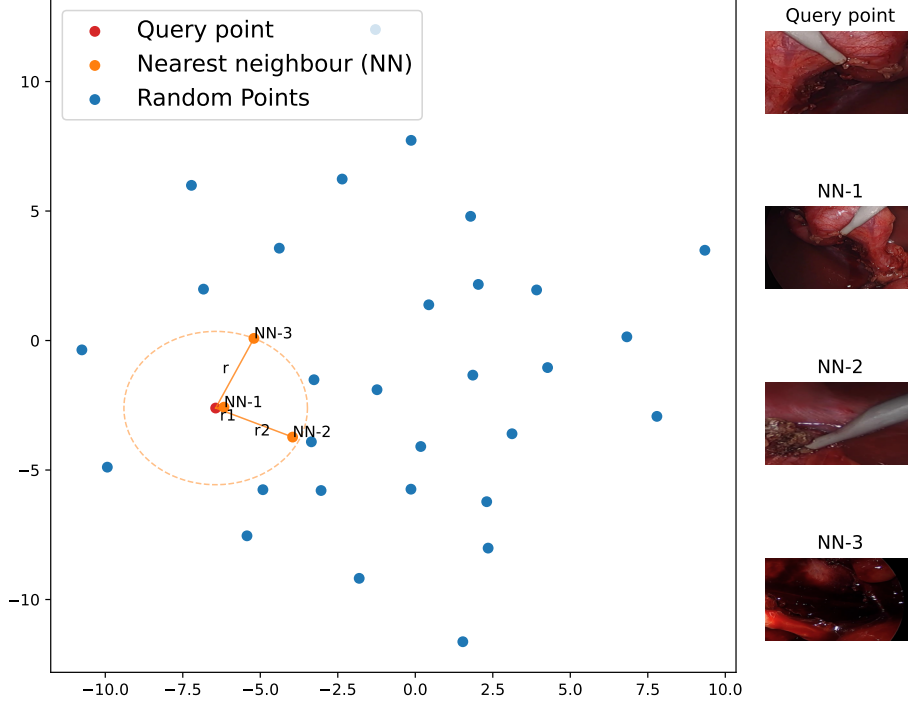 Query point
Nearest neighbour (NN)
Random Points
10
5
0
−5
−10
−10.0
−7.5
−5.0
−2.5
0.0
2.5
5.0
7.5
10.0
NN-3
r
NN-1
r1
r2
NN-2
Query point
NN-1
NN-2
NN-3